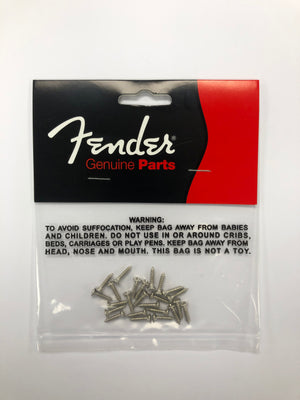 Fender®
Genuine Parts
WARNING:
TO AVOID SUFFOCATION, KEEP BAG AWAY FROM BABIES
AND CHILDREN. DO NOT USE IN OR AROUND CRIBS,
BEDS, CARRIAGES OR PLAY PENS. KEEP BAG AWAY FROM
HEAD, NOSE AND MOUTH. THIS BAG IS NOT A TOY.